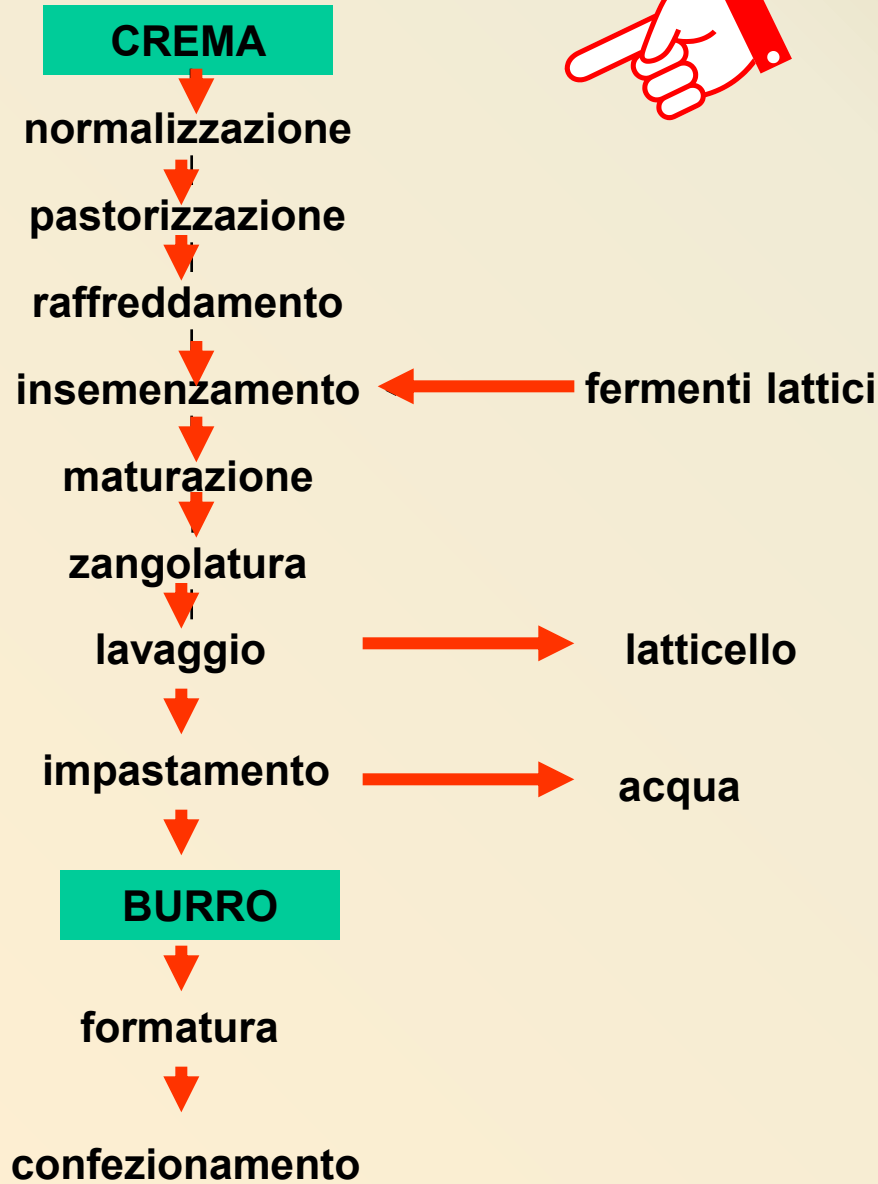 CREMA
normalizzazione
pastorizzazione
raffreddamento
insemenzamento
fermenti lattici
maturazione
zangolatura
lavaggio
latticello
impastamento
acqua
BURRO
formatura
confezionamento